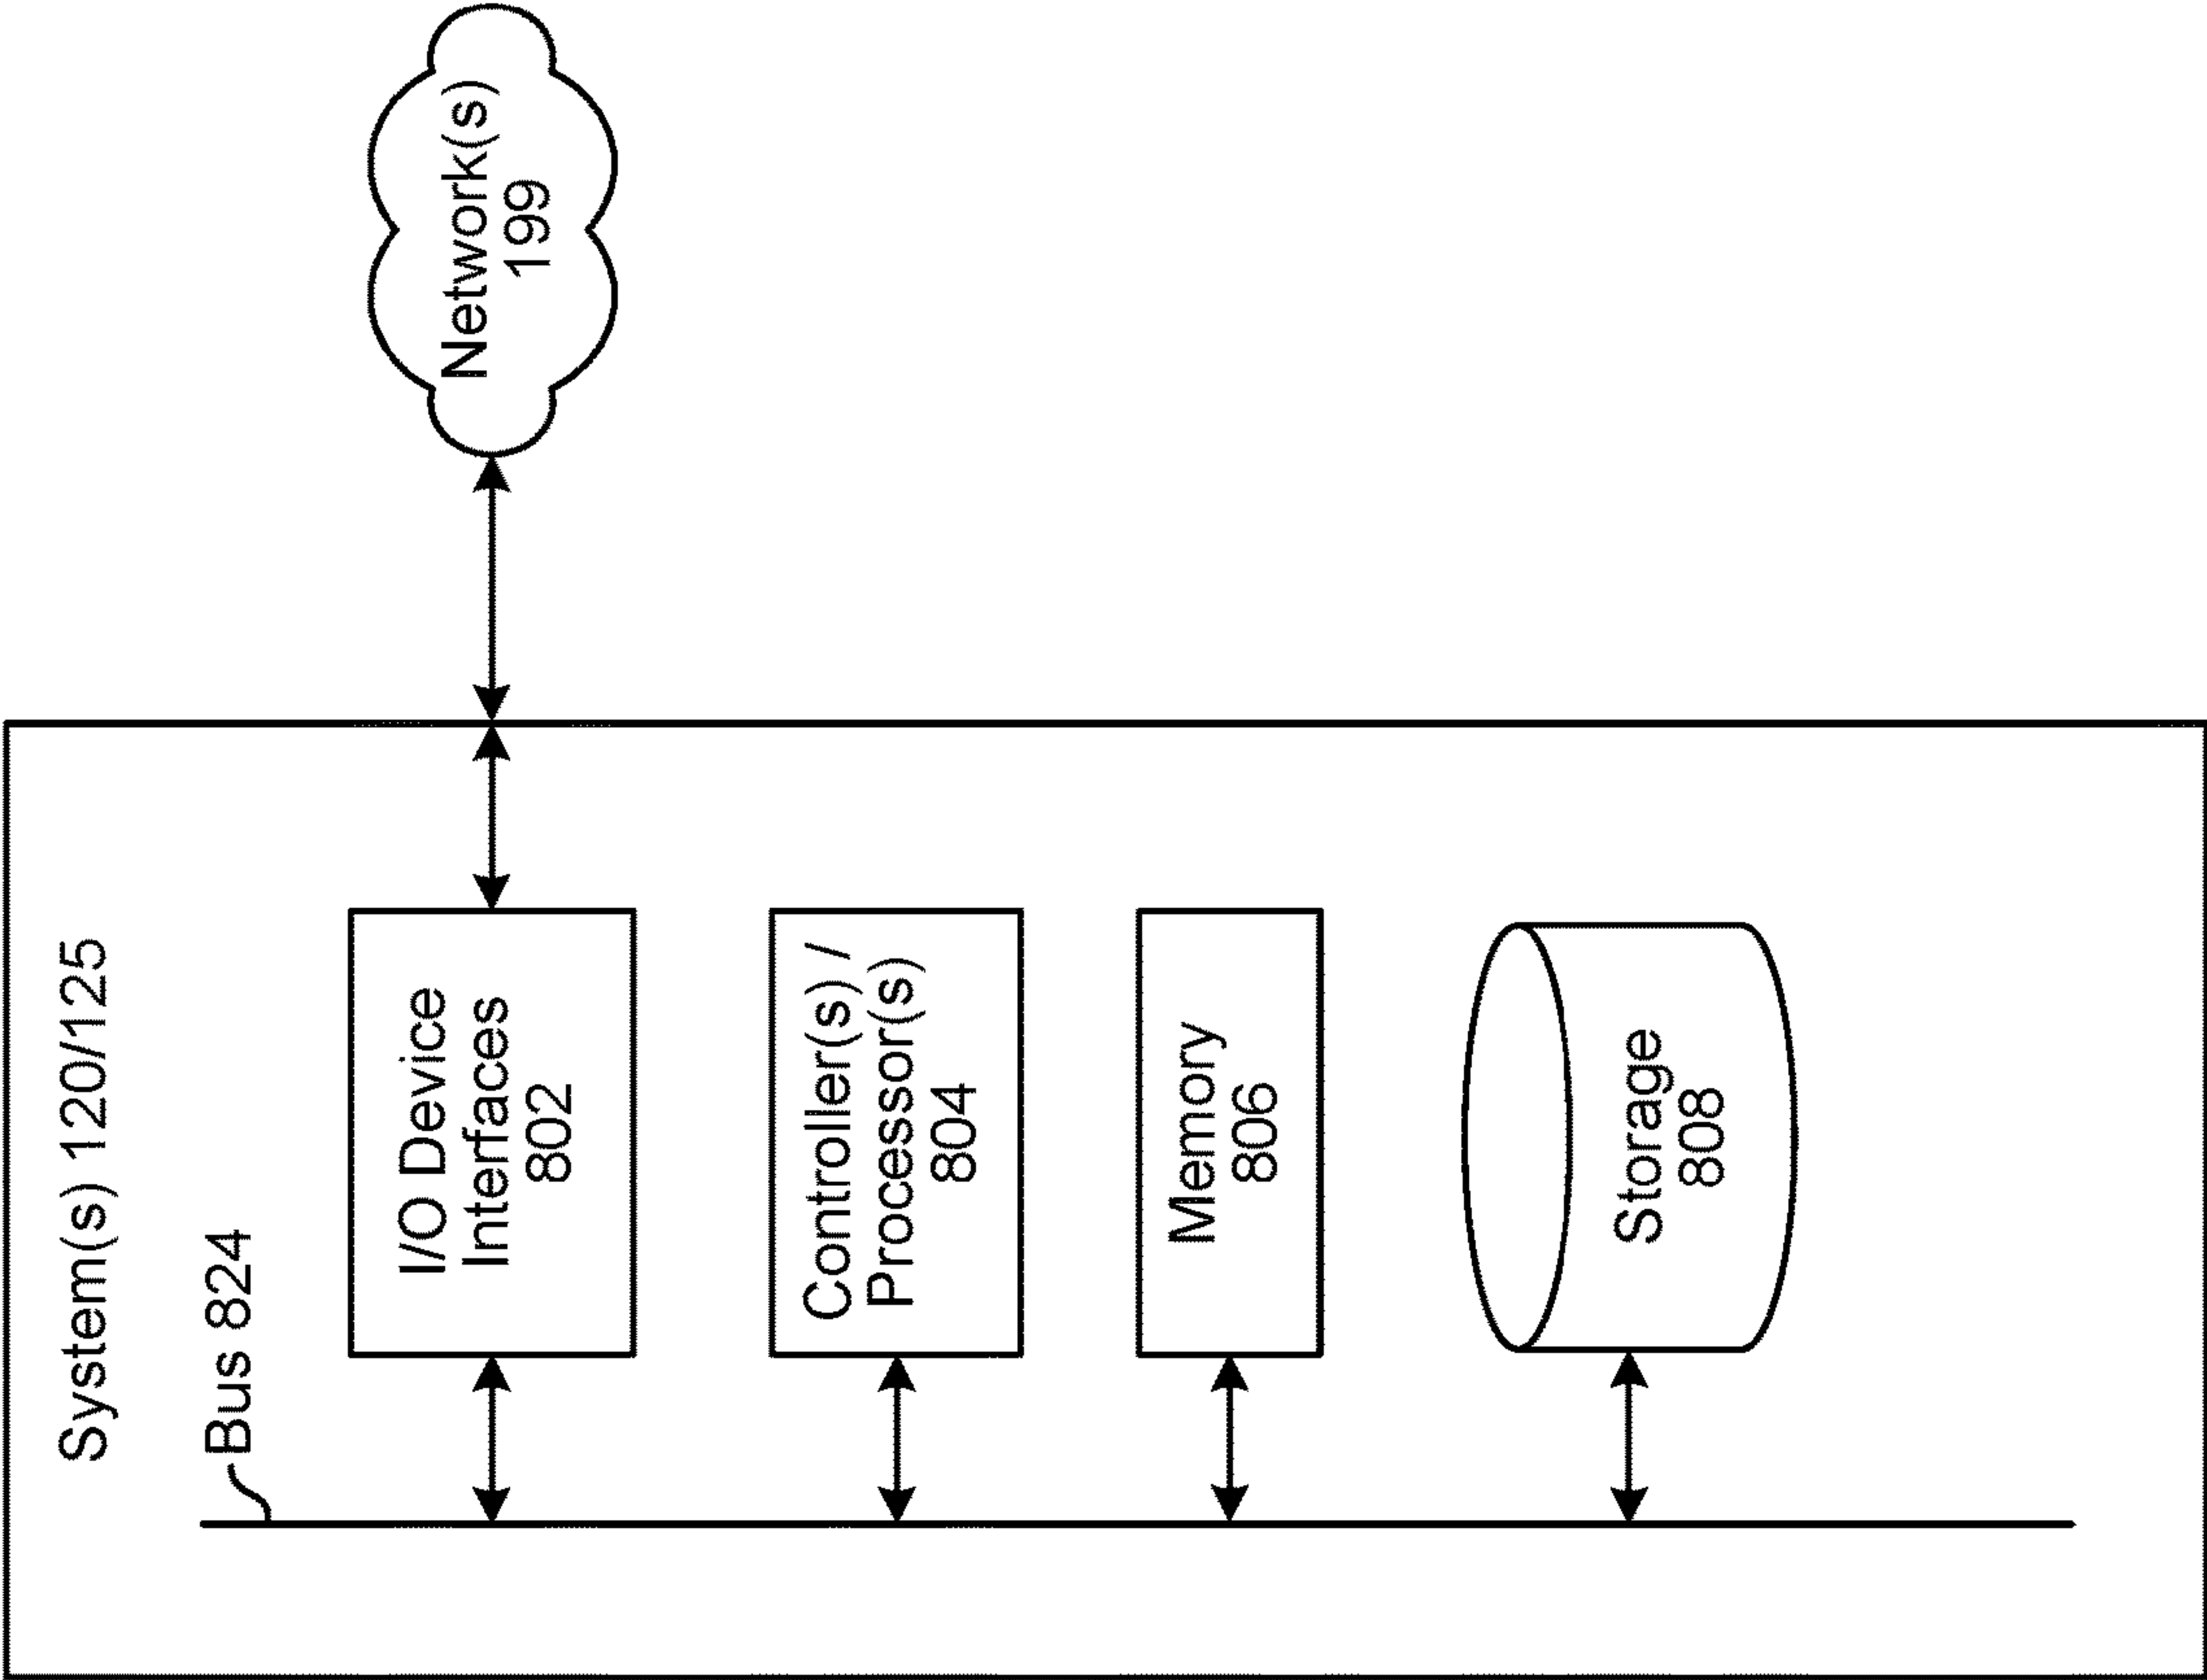 System(s) 120/125
Bus 824
I/O Device
Interfaces
802
Network(s)
199
Controller(s) /
Processor(s)
804
Memory
806
Storage
808